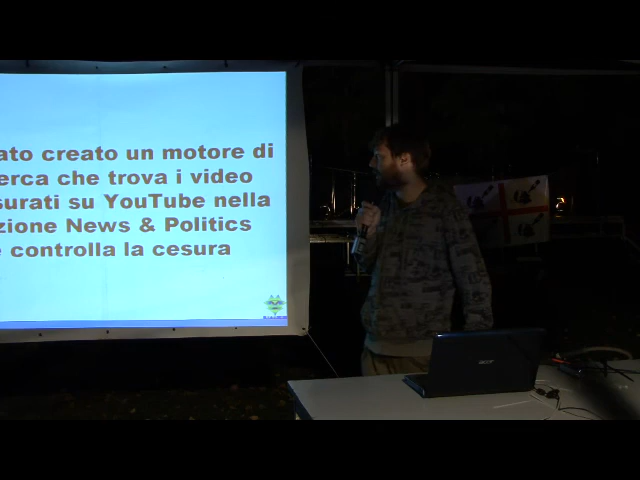 ato creato un motore di
erca che trova i video
surati su YouTube nella
zione News & Politics
e controlla la cesura
acer